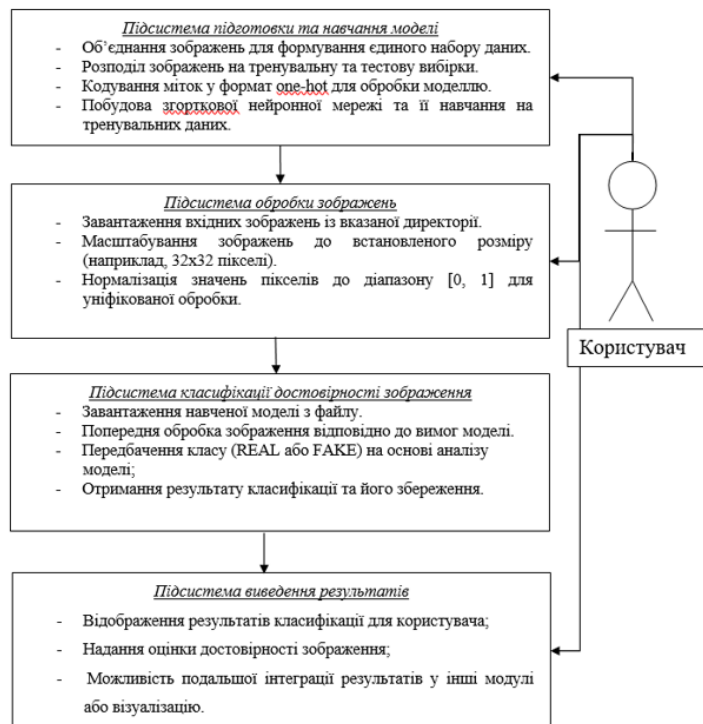 Підсистема підготовки та навчання моделі
- Об’єднання зображень для формування єдиного набору даних.
- Розподіл зображень на тренувальну та тестову вибірки.
- Кодування міток у формат one-hot для обробки моделлю.
- Побудова згорткової нейронної мережі та її навчання на
тренувальних даних.
Підсистема обробки зображень
- Завантаження вхідних зображень із вказаної директорії.
- Масштабування зображень до встановленого розміру
(наприклад, 32x32 пікселі).
- Нормалізація значень пікселів до діапазону [0, 1] для
уніфікованої обробки.
Користувач
Підсистема класифікації достовірності зображення
- Завантаження навченої моделі з файлу.
- Попередня обробка зображення відповідно до вимог моделі.
- Передбачення класу (REAL або FAKE) на основі аналізу
моделі;
- Отримання результату класифікації та його збереження.
Підсистема виведення результатів
- Відображення результатів класифікації для користувача;
- Надання оцінки достовірності зображення;
- Можливість подальшої інтеграції результатів у інші модулі
або візуалізацію.